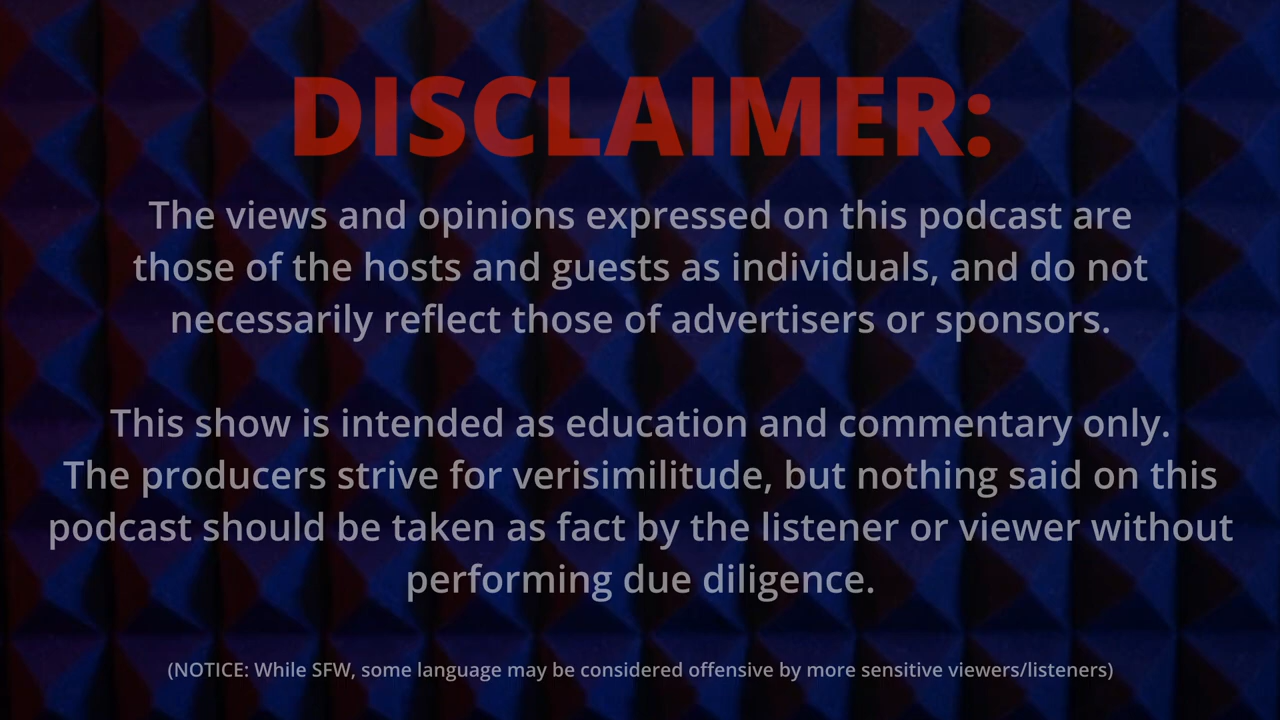 DISCLAIMER:
The views and opinions expressed on this podcast are
those of the hosts and guests as individuals, and do not
necessarily reflect those of advertisers or sponsors.
This show is intended as education and commentary only.
The producers strive for verisimilitude, but nothing said on this
podcast should be taken as fact by the listener or viewer without
performing due diligence.
(NOTICE: While SFW, some language may be considered offensive by more sensitive viewers/listeners)